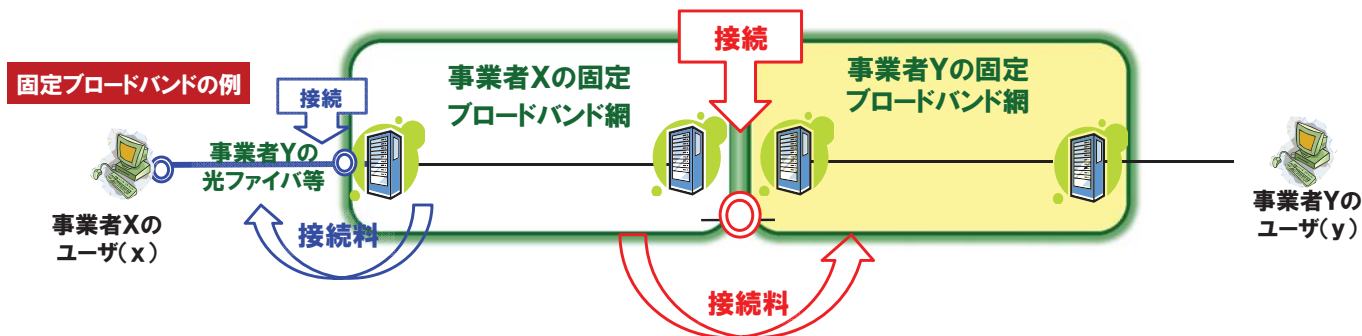 固定ブロードバンドの例
接続
事業者Xの固定
ブロードバンド網
接続
事業者Yの固定
ブロードバンド網
事業者Yの
光ファイバ等
事業者Xの
ユーザ(x)
接続料
接続料
事業者Yの
ユーザ(y)